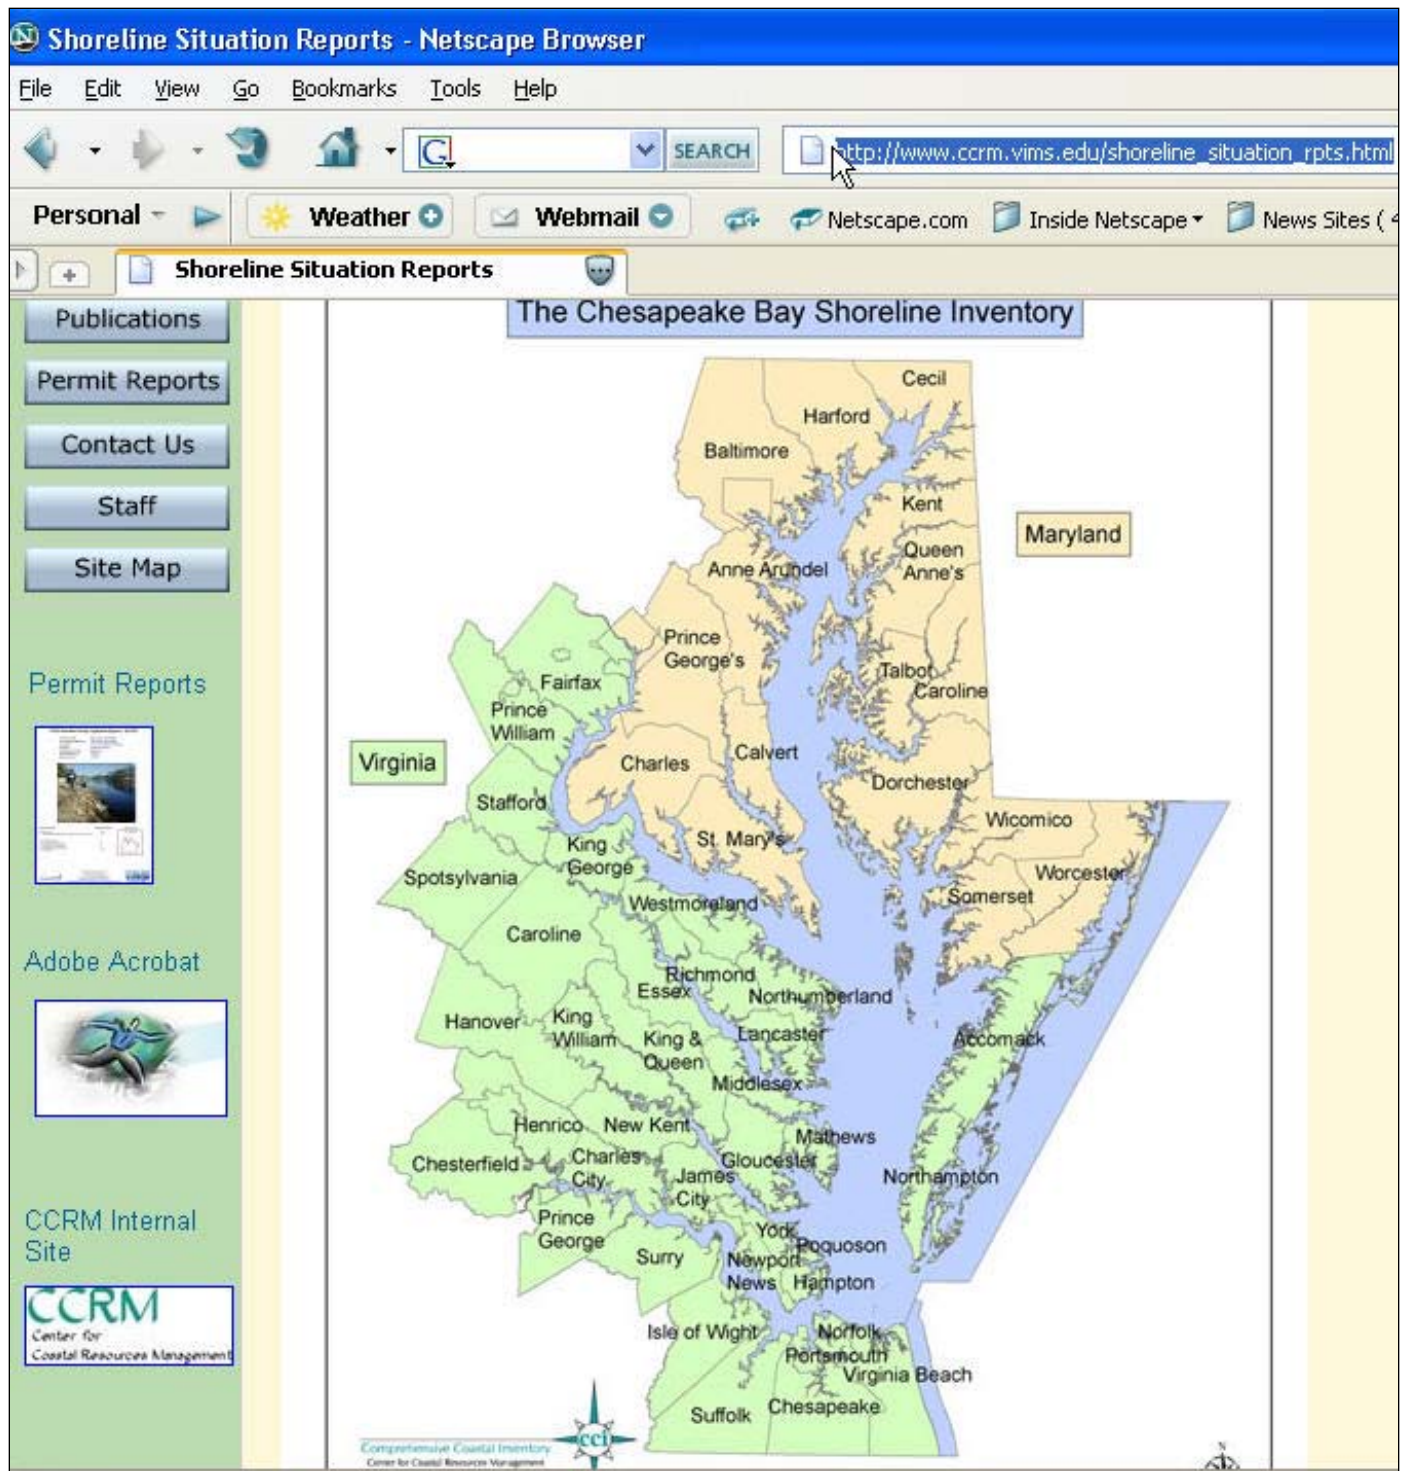 Shoreline Situation Reports - Netscape Browser
File Edit View Go Bookmarks Tools Help
G SEARCH http://www.ccrm.vims.edu/shoreline_situation_rpts.html
Personal Weather Webmail Netscape.com Inside Netscape News Sites (
Shoreline Situation Reports
Publications
Permit Reports
Contact Us
Staff
Site Map
Permit Reports
Adobe Acrobat
CCRM Internal
Site
CCRM
Center for
Coastal Resources Management
The Chesapeake Bay Shoreline Inventory
Cecil
Harford
Baltimore
Kent
Maryland
Queen
Anne's
Anne Arundel
Prince
George's
Talbot
Caroline
Fairfax
Prince
William
Virginia
Charles
Calvert
Dorchester
Stafford
Wicomico
King
George
St. Mary's
Worcester
Spotsylvania
Somerset
Westmoreland
Caroline
Richmond
Essex
Northumberland
Hanover
King
William
King &
Queen
Lancaster
Accomack
Middlesex
Henrico
New Kent
Mathews
Chesterfield
Charles
City
James
City
Gloucester
Northampton
Prince
George
York
Poquoson
Surry
Newport
News
Hampton
Isle of Wight
Norfolk
Portsmouth
Virginia Beach
Suffolk
Chesapeake
cci
Comprehensive Coastal Inventory
Center for Coastal Resources Management
N